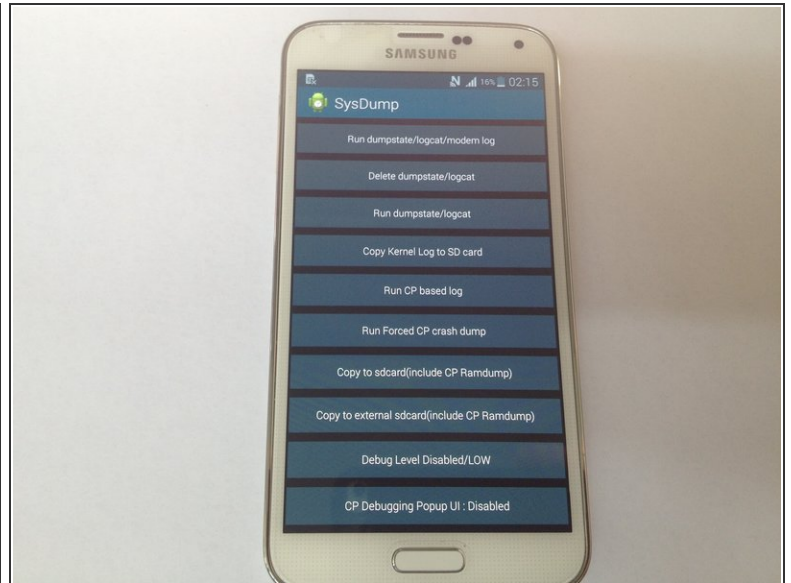 SAMSUNG
16% 02:15
SysDump
Run dumpstate/logcat/modem log
Delete dumpstate/logcat
Run dumpstate/logcat
Copy Kernel Log to SD card
Run CP based log
Run Forced CP crash dump
Copy to sdcard(include CP Ramdump)
Copy to external sdcard(include CP Ramdump)
Debug Level Disabled/LOW
CP Debugging Popup UI : Disabled